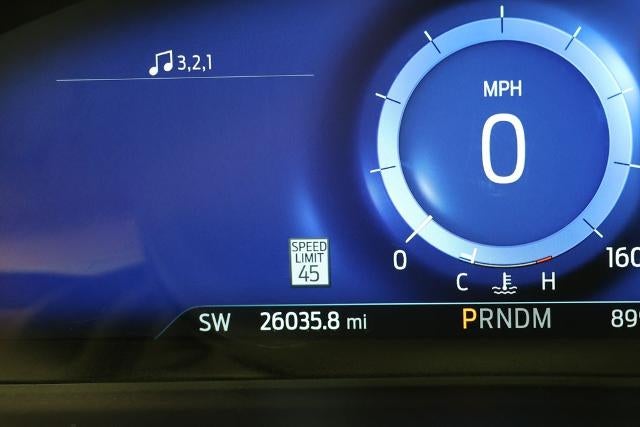 3,2,1
MPH
0
SPEED
LIMIT
45
0
160
C
H
SW 26035.8 mi
PRNDM